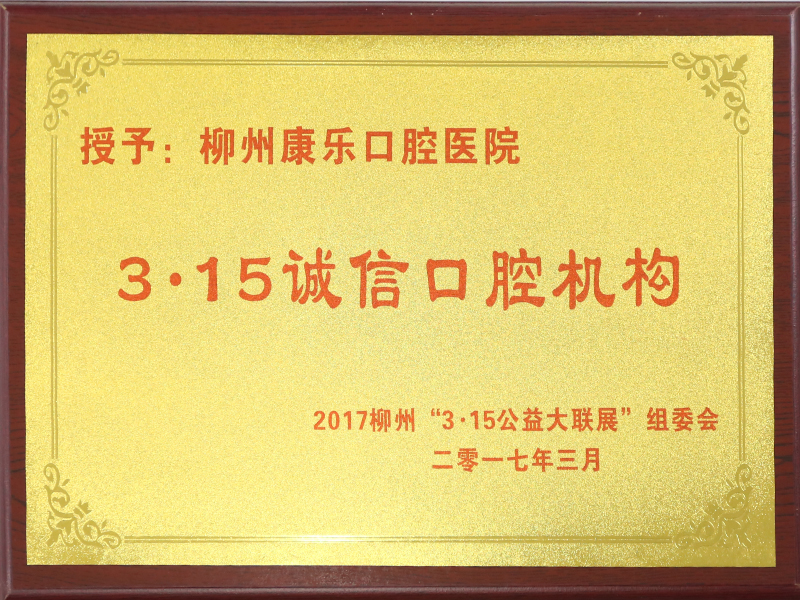 授予：柳州康乐口腔医院
3·15诚信口腔机构
2017柳州“3·15公益大联展”组委会
二零一七年三月